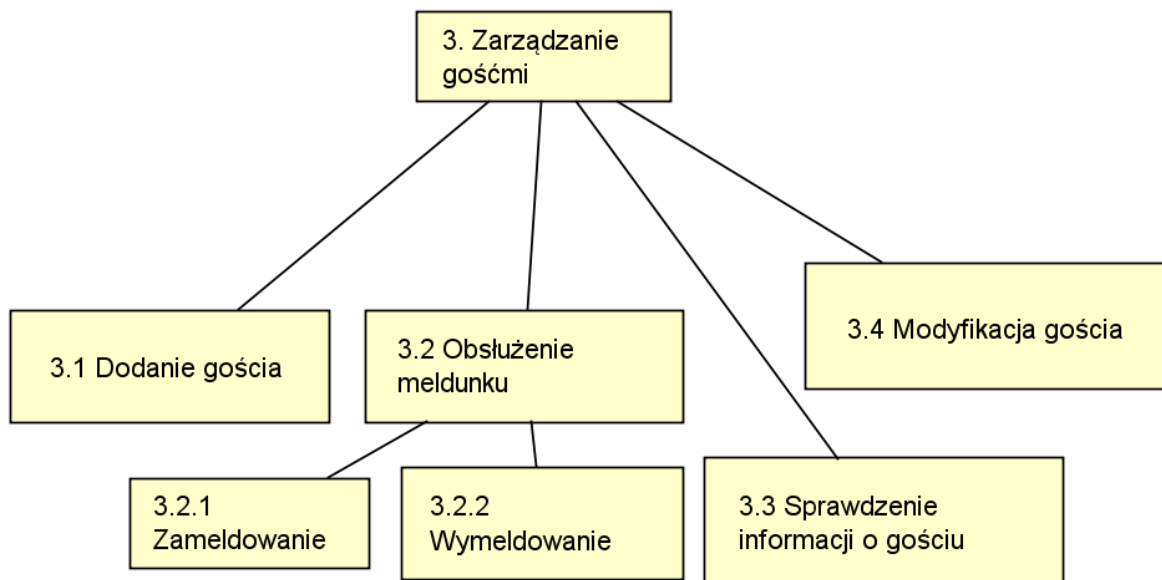 3. Zarządzanie
gośćmi
3.1 Dodanie gościa
3.2 Obsłużenie
meldunku
3.4 Modyfikacja gościa
3.2.1
Zameldowanie
3.2.2
Wymeldowanie
3.3 Sprawdzenie
informacji o gościu